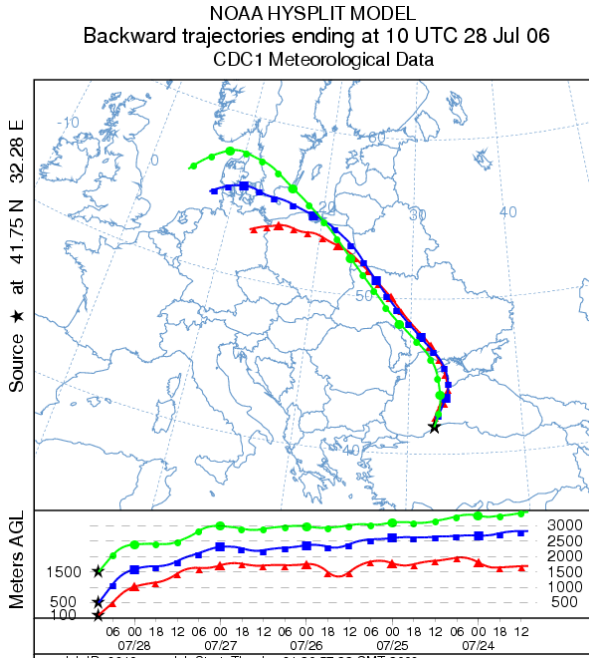 NOAA HYSPLIT MODEL
Backward trajectories ending at 10 UTC 28 Jul 06
CDC1 Meteorological Data
Source ★ at 41.75 N 32.28 E
-10
0
20
60
30
40
50
40
Meters AGL
1500
500
100
3000
2500
2000
1500
1000
500
06 00 18 12 06 00 18 12 06 00 18 12 06 00 18 12 06 00 18 12
07/28 07/27 07/26 07/25 07/24